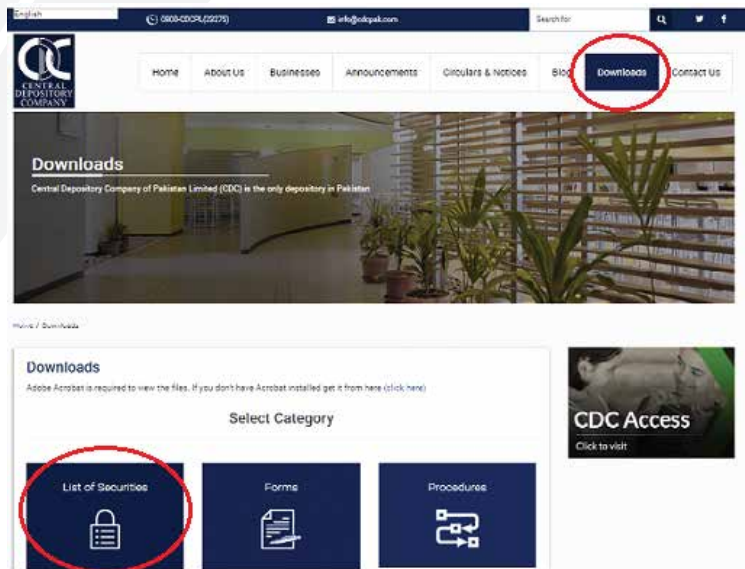 English
0800-CDCPL(23275)
info@cdcpak.com
Search for
CDC
CENTRAL
DEPOSITORY
COMPANY
Home
About Us
Businesses
Announcements
Circulars & Notices
Blog
Downloads
Contact Us
Downloads
Central Depository Company of Pakistan Limited (CDC) is the only depository in Pakistan
Home / Downloads
Downloads
Adobe Acrobat is required to view the files. If you don't have Acrobat installed get it from here (click here)
Select Category
List of Securities
Forms
Procedures
CDC Access
Click to visit